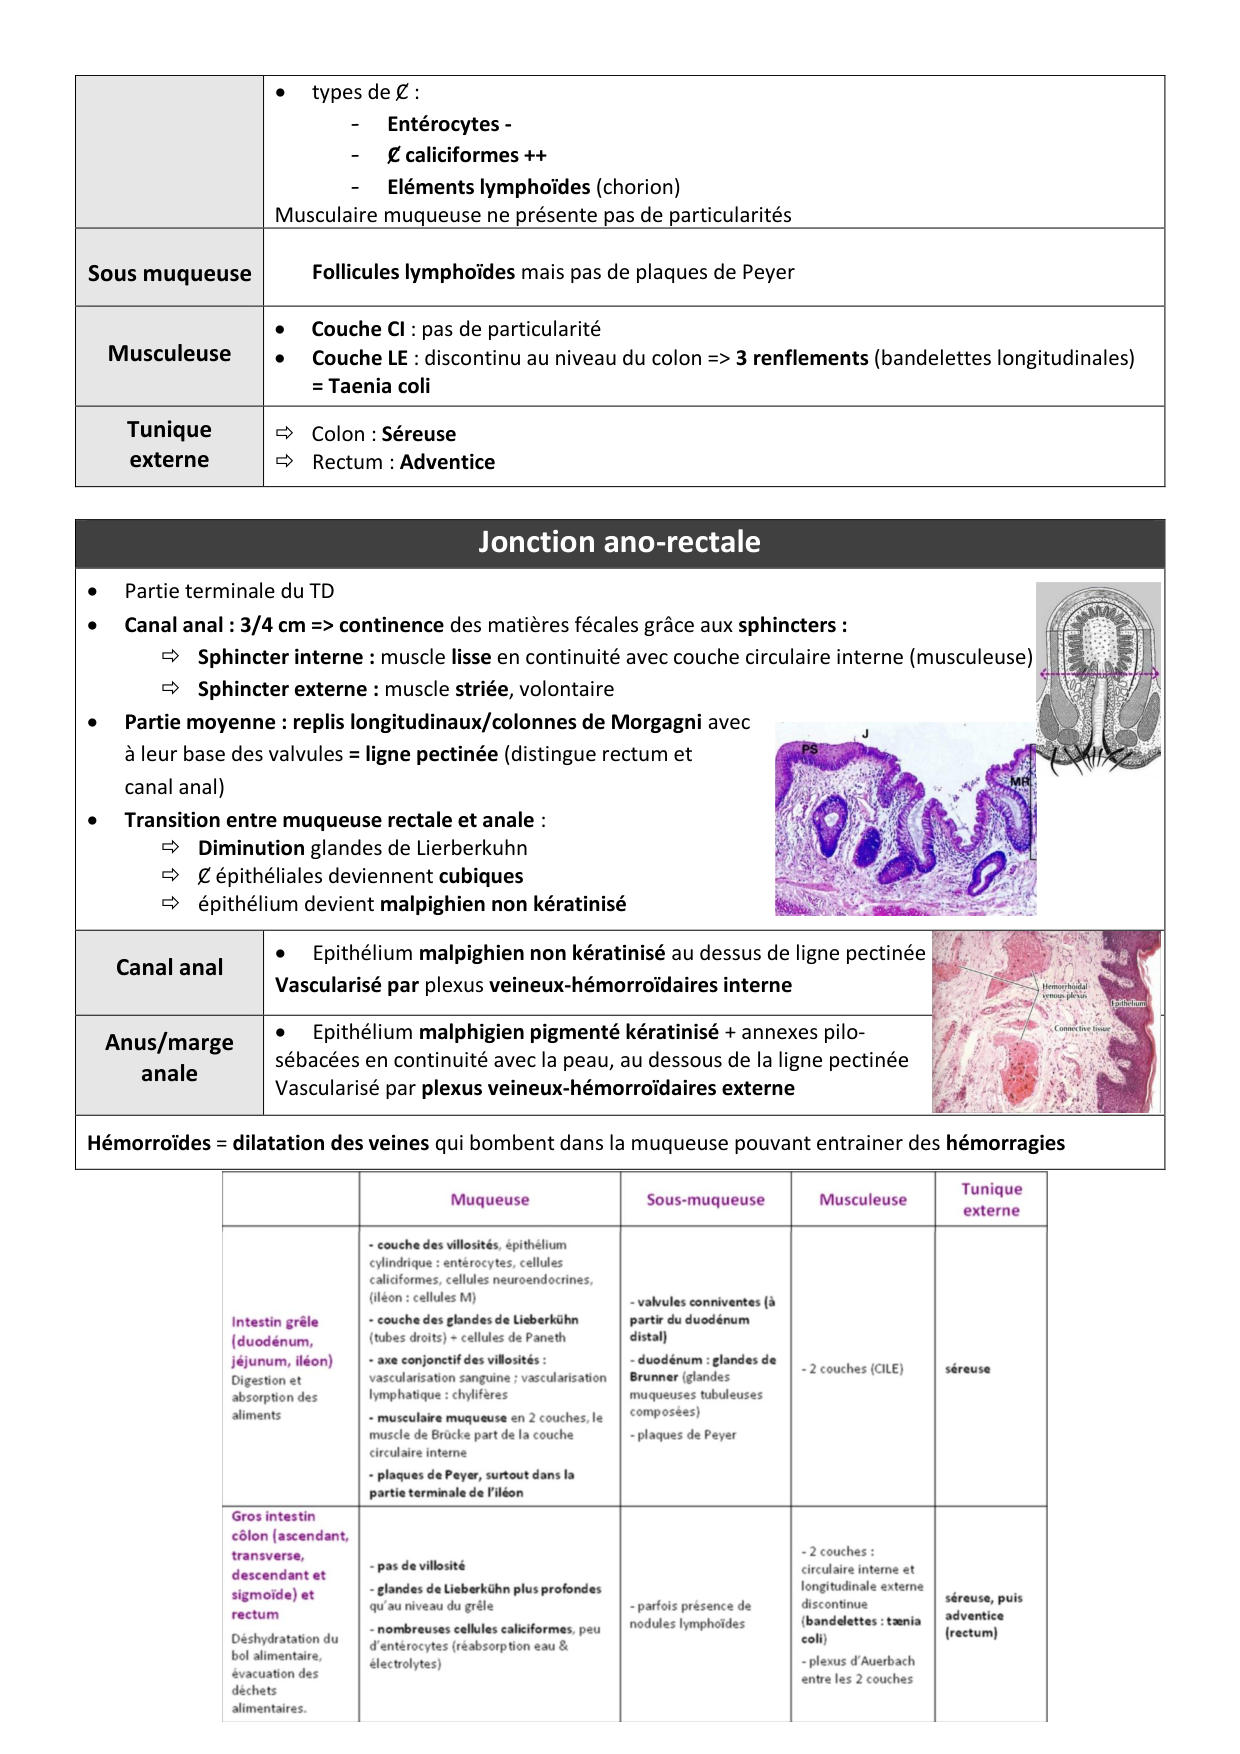 • types de Ȼ :
- Entérocytes -
- Ȼ caliciformes ++
- Eléments lymphoïdes (chorion)
Musculaire muqueuse ne présente pas de particularités
Sous muqueuse
Follicules lymphoïdes mais pas de plaques de Peyer
Musculeuse
• Couche CI : pas de particularité
• Couche LE : discontinu au niveau du colon => 3 renflements (bandelettes longitudinales)
= Taenia coli
Tunique
externe
⇨ Colon : Séreuse
⇨ Rectum : Adventice
Jonction ano-rectale
• Partie terminale du TD
• Canal anal : 3/4 cm => continence des matières fécales grâce aux sphincters :
⇨ Sphincter interne : muscle lisse en continuité avec couche circulaire interne (musculeuse)
⇨ Sphincter externe : muscle striée, volontaire
• Partie moyenne : replis longitudinaux/colonnes de Morgagni avec
à leur base des valvules = ligne pectinée (distingue rectum et
canal anal)
• Transition entre muqueuse rectale et anale :
⇨ Diminution glandes de Lierberkuhn
⇨ Ȼ épithéliales deviennent cubiques
⇨ épithélium devient malpighien non kératinisé
PS
J
MR
Canal anal
• Epithélium malpighien non kératinisé au dessus de ligne pectinée
Vascularisé par plexus veineux-hémorroïdaires interne
Anus/marge
anale
• Epithélium malphigien pigmenté kératinisé + annexes pilo-
sébacées en continuité avec la peau, au dessous de la ligne pectinée
Vascularisé par plexus veineux-hémorroïdaires externe
Hemorrhoidal
venous plexus
Epithelium
Connective tissue
Hémorroïdes = dilatation des veines qui bombent dans la muqueuse pouvant entrainer des hémorragies
Muqueuse
Sous-muqueuse
Musculeuse
Tunique
externe
Intestin grêle
(duodénum,
jéjunum, iléon)
Digestion et
absorption des
aliments
- couche des villosités, épithélium
cylindrique : entérocytes, cellules
caliciformes, cellules neuroendocrines,
(iléon : cellules M)
- couche des glandes de Lieberkühn
(tubes droits) + cellules de Paneth
- axe conjonctif des villosités :
vascularisation sanguine ; vascularisation
lymphatique : chylifères
- musculaire muqueuse en 2 couches, le
muscle de Brücke part de la couche
circulaire interne
- plaques de Peyer, surtout dans la
partie terminale de l'iléon
- valvules conniventes (à
partir du duodénum
distal)
- duodénum : glandes de
Brunner (glandes
muqueuses tubuleuses
composées)
- plaques de Peyer
- 2 couches (CILE)
séreuse
Gros intestin
côlon (ascendant,
transverse,
descendant et
sigmoïde) et
rectum
Déshydratation du
bol alimentaire,
évacuation des
déchets
alimentaires.
- pas de villosité
- glandes de Lieberkühn plus profondes
qu'au niveau du grêle
- nombreuses cellules caliciformes, peu
d'entérocytes (réabsorption eau &
électrolytes)
- parfois présence de
nodules lymphoïdes
- 2 couches :
circulaire interne et
longitudinale externe
discontinue
(bandelettes : tænia
coli)
- plexus d'Auerbach
entre les 2 couches
séreuse, puis
adventice
(rectum)